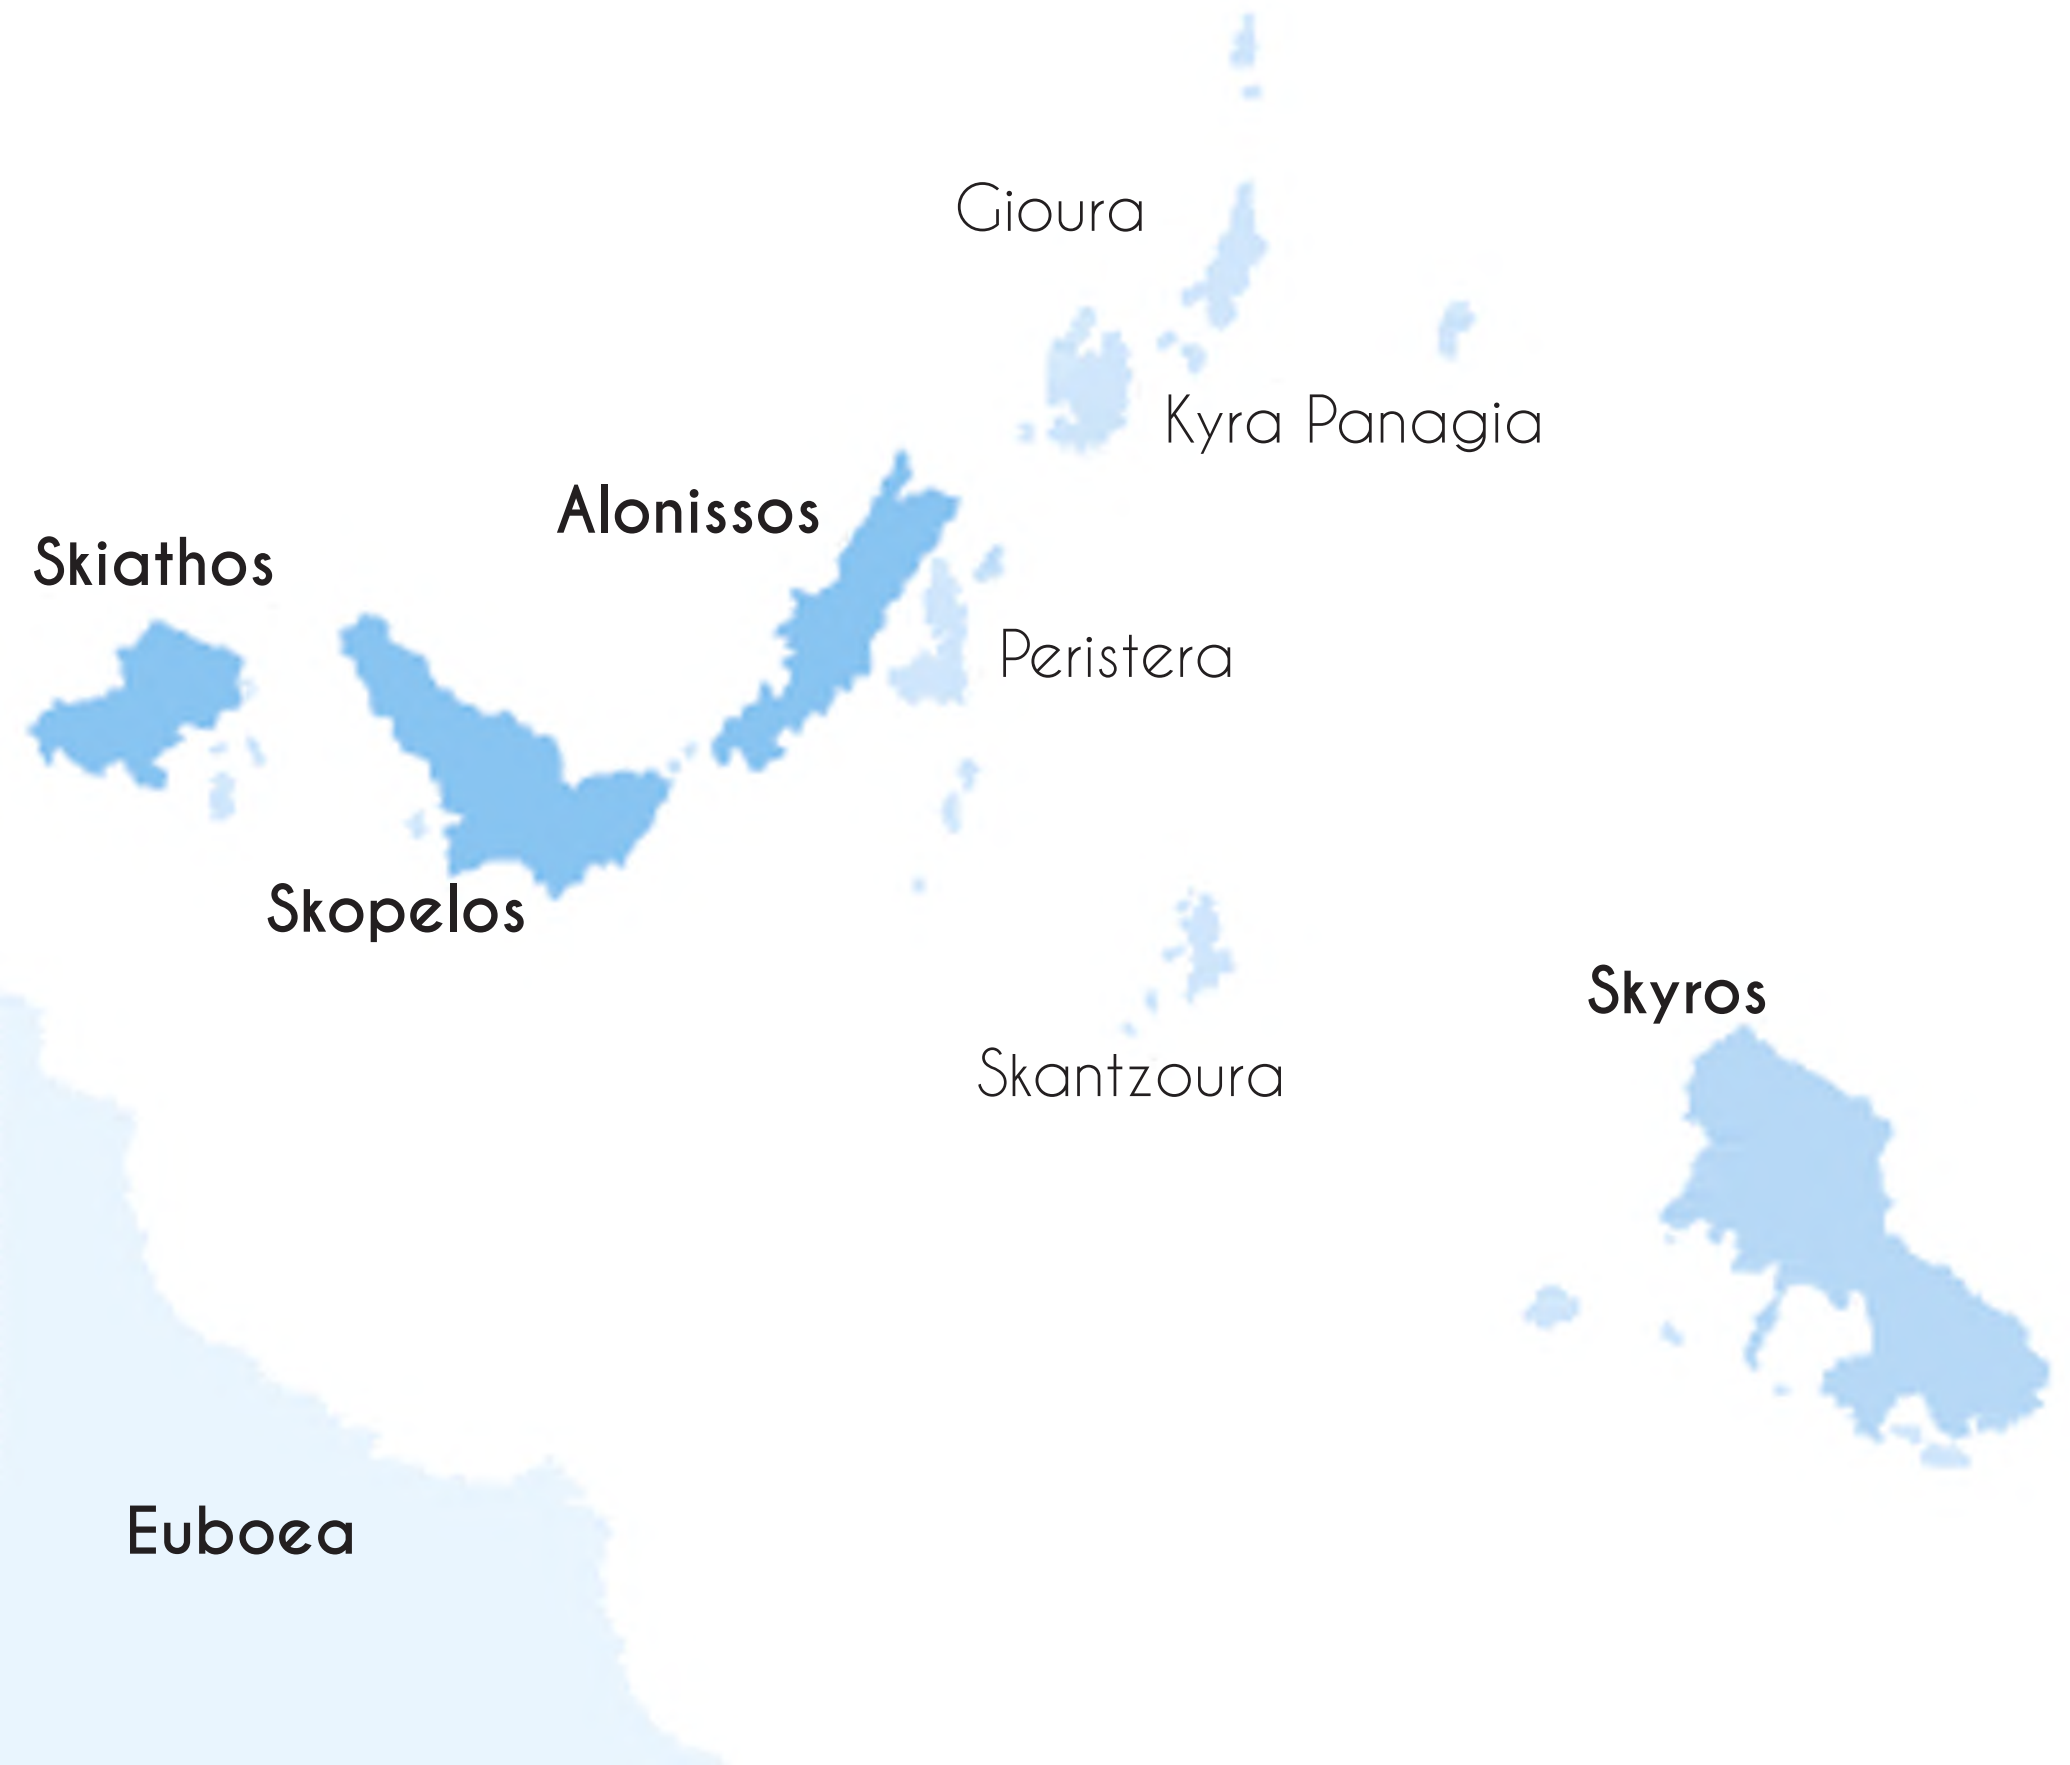 Gioura
Kyra Panagia
Alonissos
Skiathos
Peristera
Skopelos
Skyros
Skantzoura
Euboea